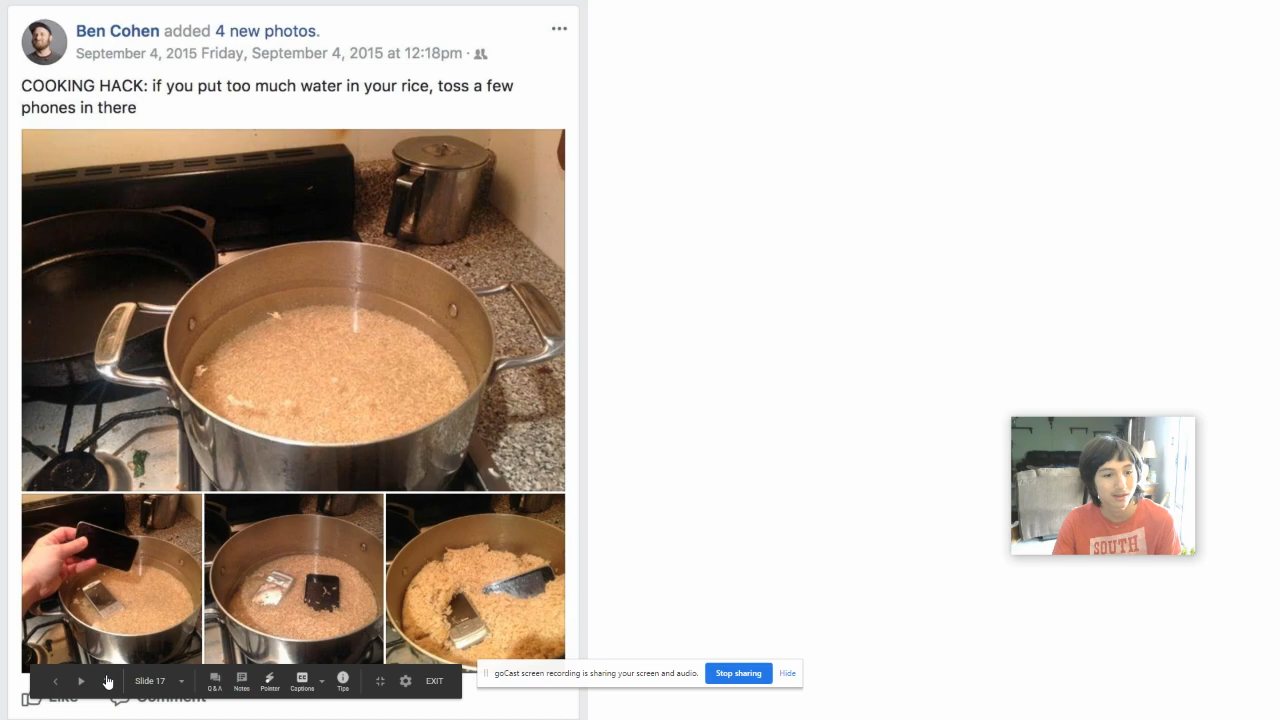 Ben Cohen added 4 new photos.
September 4, 2015 Friday, September 4, 2015 at 12:18pm ·
COOKING HACK: if you put too much water in your rice, toss a few
phones in there
SOUTH
goCast screen recording is sharing your screen and audio. Stop sharing Hide
Slide 17 Q & A Notes Pointer Captions Tips EXIT
Like Comment